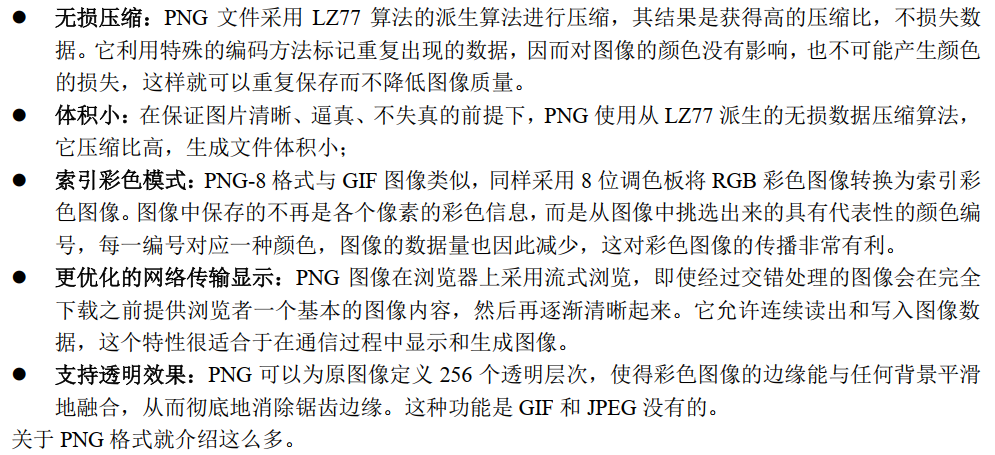 ● 无损压缩：PNG 文件采用 LZ77 算法的派生算法进行压缩，其结果是获得高的压缩比，不损失数
据。它利用特殊的编码方法标记重复出现的数据，因而对图像的颜色没有影响，也不可能产生颜色
的损失，这样就可以重复保存而不降低图像质量。
● 体积小：在保证图片清晰、逼真、不失真的前提下，PNG 使用从 LZ77 派生的无损数据压缩算法，
它压缩比高，生成文件体积小；
● 索引彩色模式：PNG-8 格式与 GIF 图像类似，同样采用 8 位调色板将 RGB 彩色图像转换为索引彩
色图像。图像中保存的不再是各个像素的彩色信息，而是从图像中挑选出来的具有代表性的颜色编
号，每一编号对应一种颜色，图像的数据量也因此减少，这对彩色图像的传播非常有利。
● 更优化的网络传输显示：PNG 图像在浏览器上采用流式浏览，即使经过交错处理的图像会在完全
下载之前提供浏览者一个基本的图像内容，然后再逐渐清晰起来。它允许连续读出和写入图像数
据，这个特性很适合于在通信过程中显示和生成图像。
● 支持透明效果：PNG 可以为原图像定义 256 个透明层次，使得彩色图像的边缘能与任何背景平滑
地融合，从而彻底地消除锯齿边缘。这种功能是 GIF 和 JPEG 没有的。
关于 PNG 格式就介绍这么多。